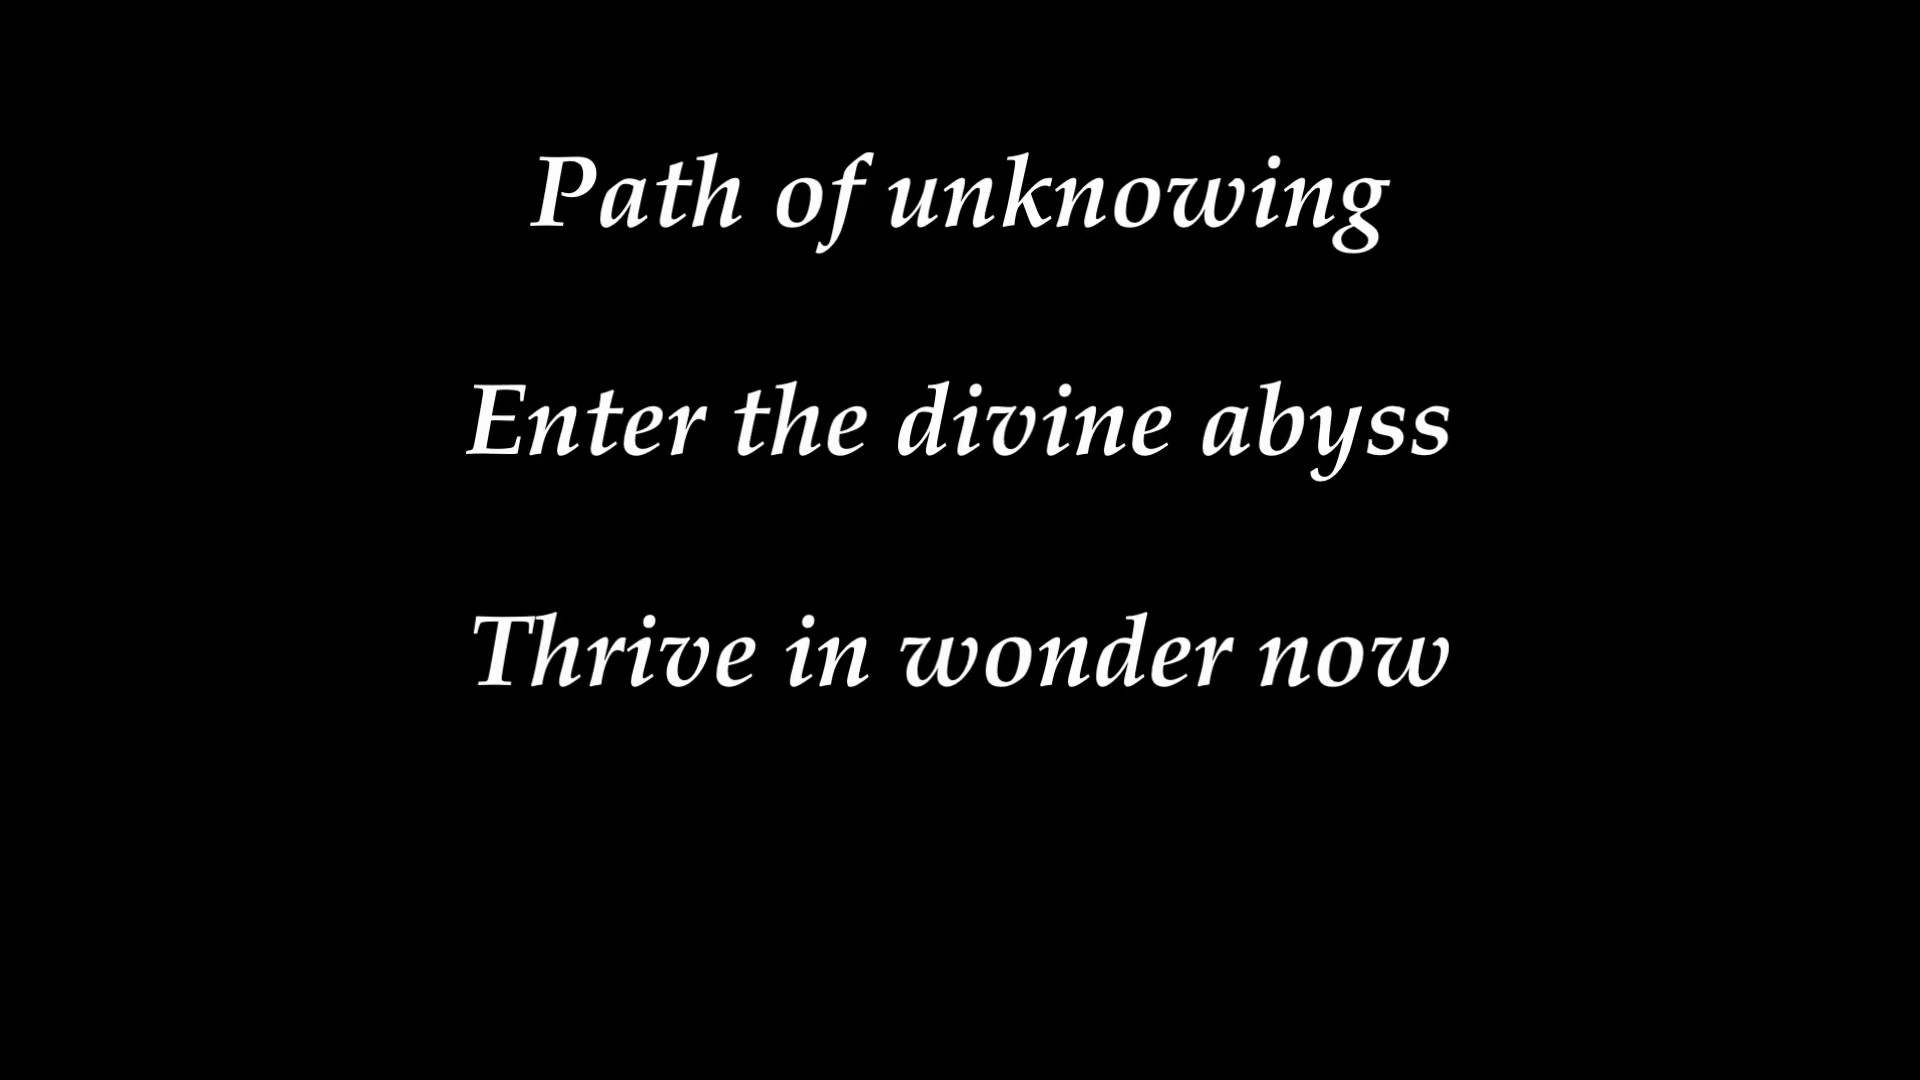 Path of unknowing
Enter the divine abyss
Thrive in wonder now